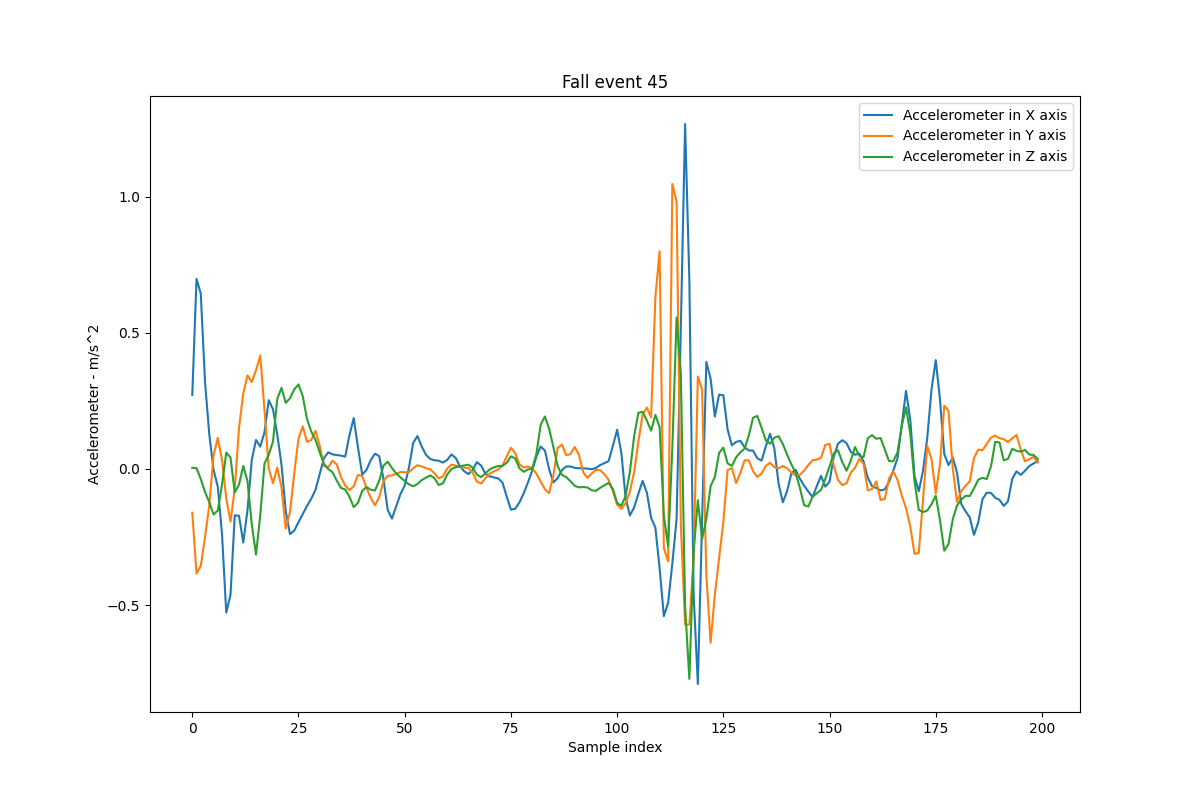 Fall event 45
Accelerometer in X axis
Accelerometer in Y axis
Accelerometer in Z axis
1.0
0.5
0.0
−0.5
Accelerometer - m/s^2
0 25 50 75 100 125 150 175 200
Sample index